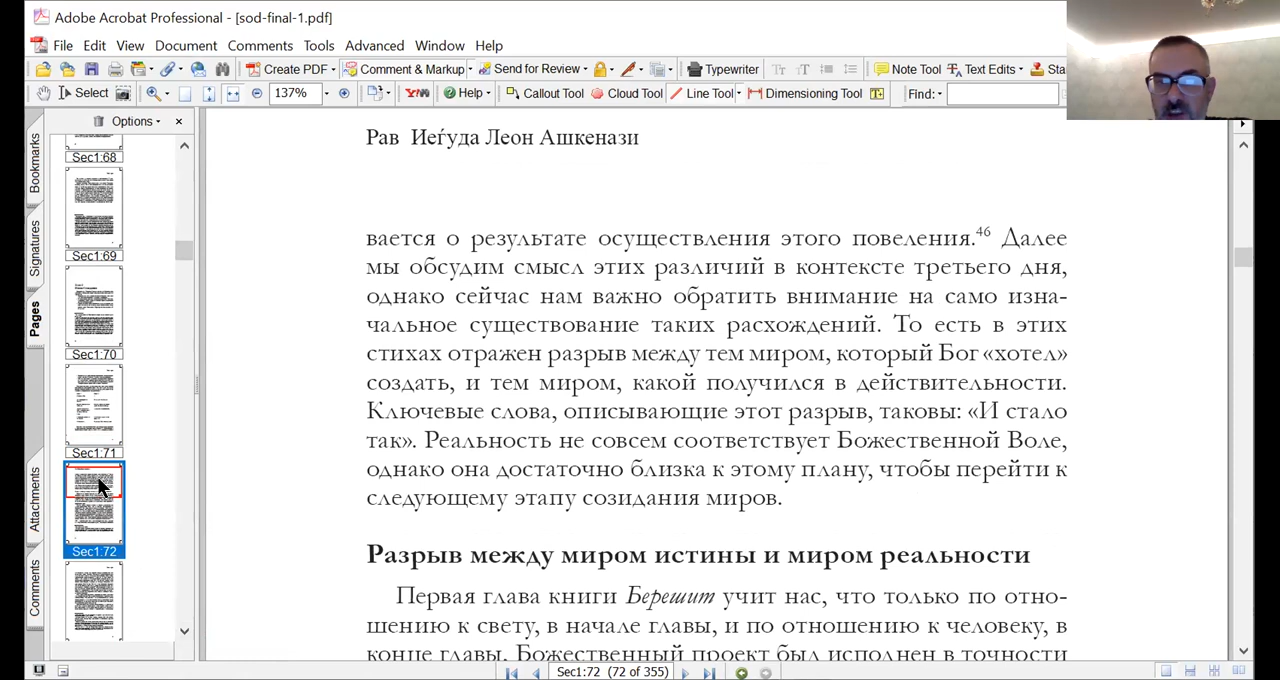 Adobe Acrobat Professional - [sod-final-1.pdf]
File Edit View Document Comments Tools Advanced Window Help
Create PDF Comment & Markup Send for Review Typewriter Note Tool Text Edits Sta
Select 137% Help Callout Tool Cloud Tool Line Tool Dimensioning Tool Find:
Options
Bookmarks
Signatures
Pages
Attachments
Comments
Sec1:68
Sec1:69
Sec1:70
Sec1:71
Sec1:72
Рав Иеѓуда Леон Ашкенази
вается о результате осуществления этого повеления.46 Далее
мы обсудим смысл этих различий в контексте третьего дня,
однако сейчас нам важно обратить внимание на само изна-
чальное существование таких расхождений. То есть в этих
стихах отражен разрыв между тем миром, который Бог «хотел»
создать, и тем миром, какой получился в действительности.
Ключевые слова, описывающие этот разрыв, таковы: «И стало
так». Реальность не совсем соответствует Божественной Воле,
однако она достаточно близка к этому плану, чтобы перейти к
следующему этапу созидания миров.
Разрыв между миром истины и миром реальности
Первая глава книги Берешит учит нас, что только по отно-
шению к свету, в начале главы, и по отношению к человеку, в
конце главы, Божественный проект был исполнен в точности
Sec1:72 (72 of 355)